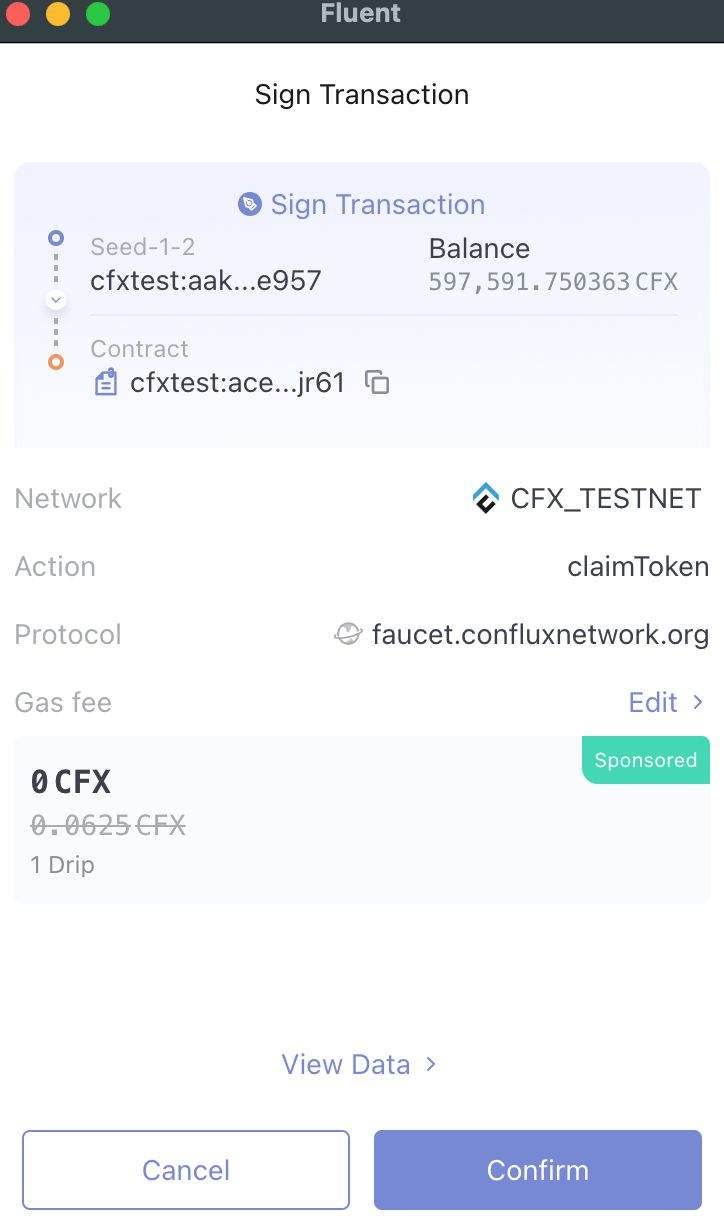 Fluent
Sign Transaction
Sign Transaction
Seed-1-2
cfxtest:aak...e957
Balance
597,591.750363 CFX
Contract
cfxtest:ace...jr61
Network
CFX_TESTNET
Action
claimToken
Protocol
faucet.confluxnetwork.org
Gas fee
Edit
Sponsored
0 CFX
0.0625 CFX
1 Drip
View Data
Cancel
Confirm